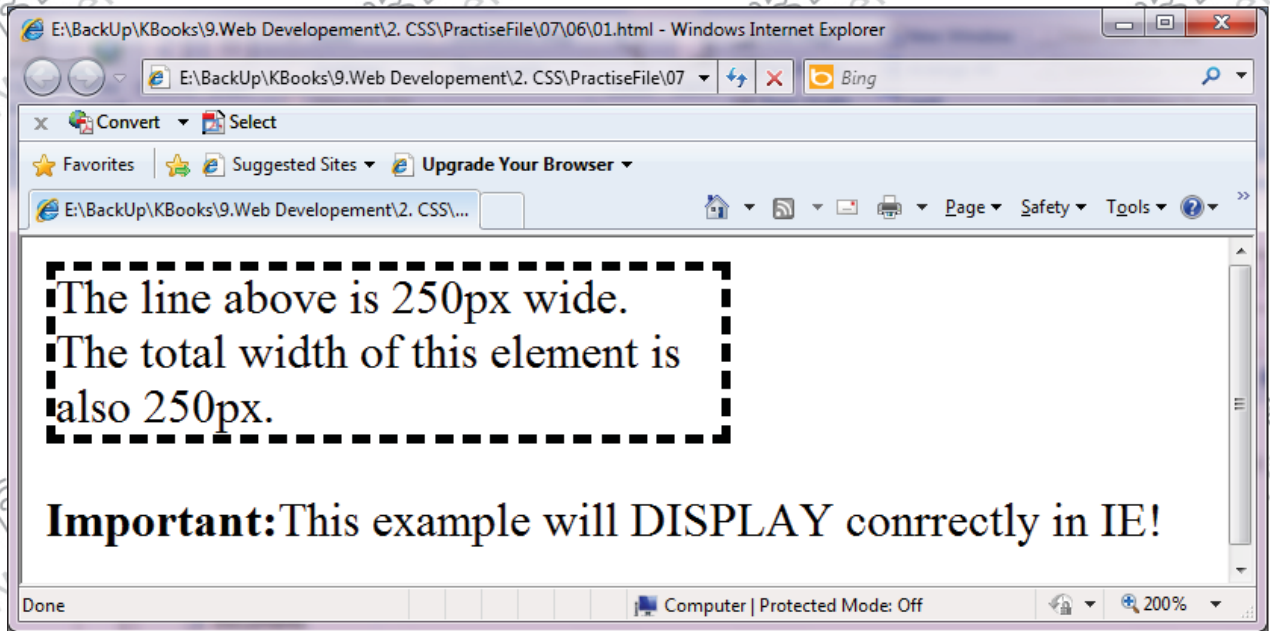 E:\BackUp\KBooks\9.Web Developement\2. CSS\PractiseFile\07\06\01.html - Windows Internet Explorer
E:\BackUp\KBooks\9.Web Developement\2. CSS\PractiseFile\07 Bing
x Convert Select
Favorites Suggested Sites Upgrade Your Browser
E:\BackUp\KBooks\9.Web Developement\2. CSS\... Page Safety Tools »
The line above is 250px wide.
The total width of this element is
also 250px.
Important:This example will DISPLAY conrrectly in IE!
Done Computer | Protected Mode: Off 200%